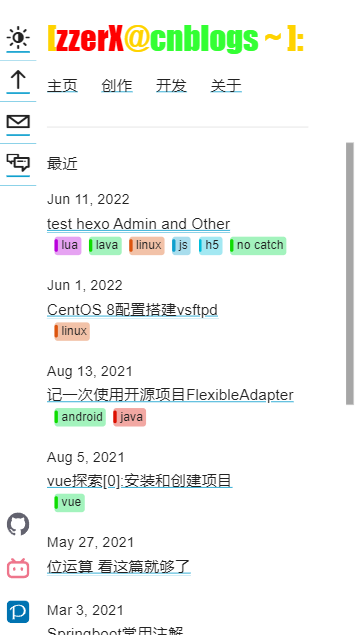 [zzerX@cnblogs ~ ]:
主页 创作 开发 关于
最近
Jun 11, 2022
test hexo Admin and Other
lua lava linux js h5 no catch
Jun 1, 2022
CentOS 8配置搭建vsftpd
linux
Aug 13, 2021
记一次使用开源项目FlexibleAdapter
android java
Aug 5, 2021
vue探索[0]:安装和创建项目
vue
May 27, 2021
位运算 看这篇就够了
Mar 3, 2021
Springboot常用注解